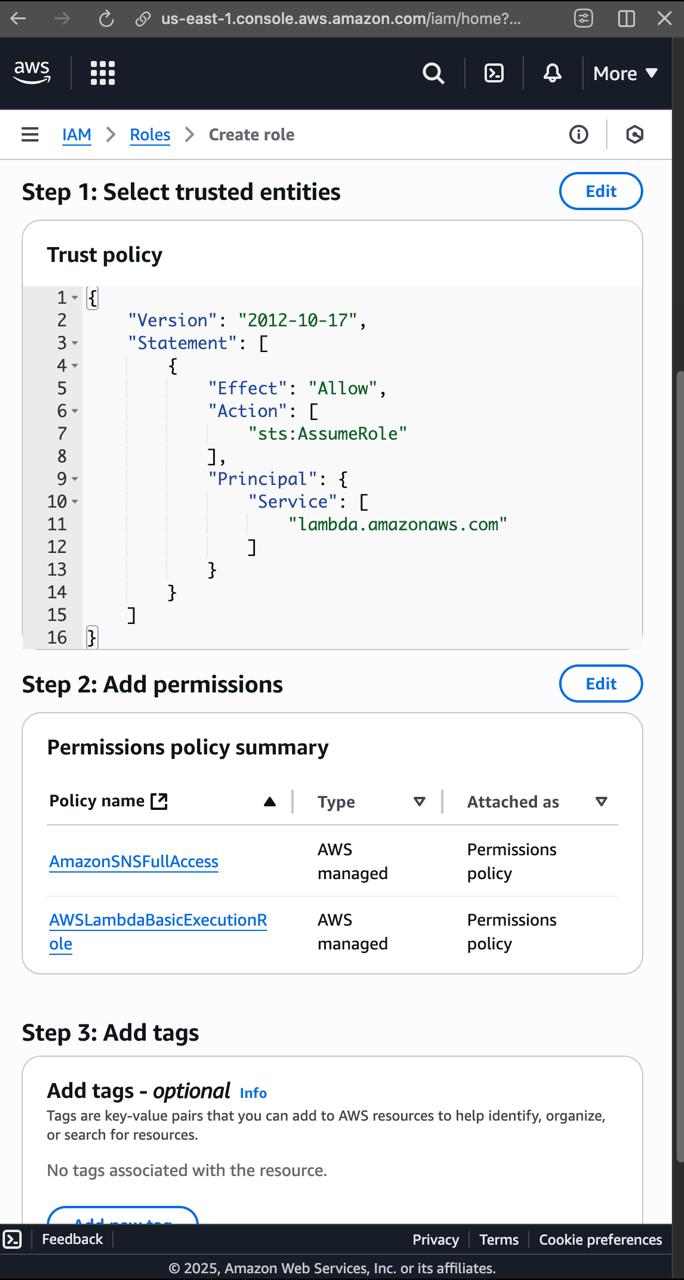 us-east-1.console.aws.amazon.com/iam/home?...
aws
More
IAM > Roles > Create role
Step 1: Select trusted entities
Edit
Trust policy
1 {
2     "Version": "2012-10-17",
3     "Statement": [
4         {
5             "Effect": "Allow",
6             "Action": [
7                 "sts:AssumeRole"
8             ],
9             "Principal": {
10                 "Service": [
11                     "lambda.amazonaws.com"
12                 ]
13             }
14         }
15     ]
16 }
Step 2: Add permissions
Edit
Permissions policy summary
Policy name Type Attached as
AmazonSNSFullAccess AWS managed Permissions policy
AWSLambdaBasicExecutionRole AWS managed Permissions policy
Step 3: Add tags
Add tags - optional Info
Tags are key-value pairs that you can add to AWS resources to help identify, organize,
or search for resources.
No tags associated with the resource.
Add new tag
Feedback Privacy Terms Cookie preferences
© 2025, Amazon Web Services, Inc. or its affiliates.